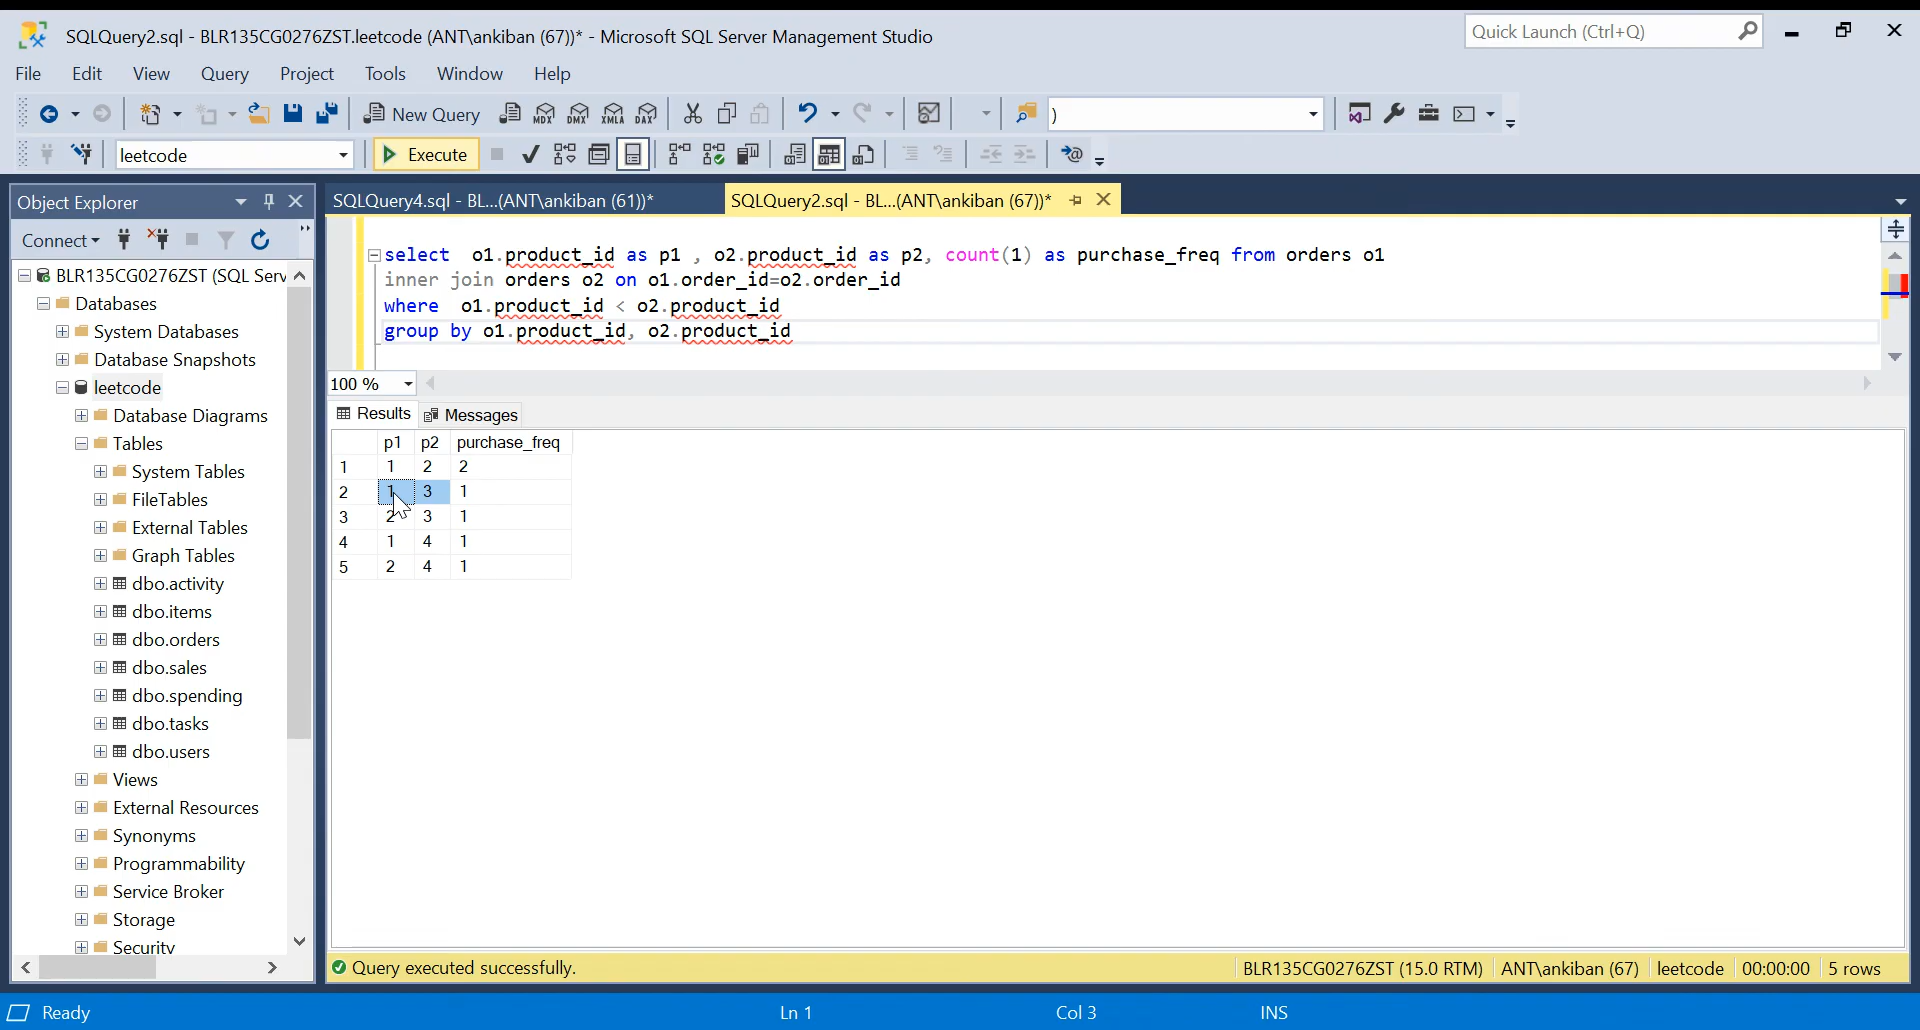 SQLQuery2.sql - BLR135CG0276ZST.leetcode (ANT\ankiban (67))* - Microsoft SQL Server Management Studio
Quick Launch (Ctrl+Q)
File Edit View Query Project Tools Window Help
New Query MDX DMX XMLA DAX )
leetcode Execute
Object Explorer
SQLQuery4.sql - BL...(ANT\ankiban (61))*
SQLQuery2.sql - BL...(ANT\ankiban (67))*
Connect
BLR135CG0276ZST (SQL Serv
Databases
System Databases
Database Snapshots
leetcode
Database Diagrams
Tables
System Tables
FileTables
External Tables
Graph Tables
dbo.activity
dbo.items
dbo.orders
dbo.sales
dbo.spending
dbo.tasks
dbo.users
Views
External Resources
Synonyms
Programmability
Service Broker
Storage
Security
select o1.product_id as p1 , o2.product_id as p2, count(1) as purchase_freq from orders o1
inner join orders o2 on o1.order_id=o2.order_id
where o1.product_id < o2.product_id
group by o1.product_id, o2.product_id
100 %
Results Messages
p1 p2 purchase_freq
1 1 2 2
2 1 3 1
3 2 3 1
4 1 4 1
5 2 4 1
Query executed successfully. BLR135CG0276ZST (15.0 RTM) ANT\ankiban (67) leetcode 00:00:00 5 rows
Ready Ln 1 Col 3 INS